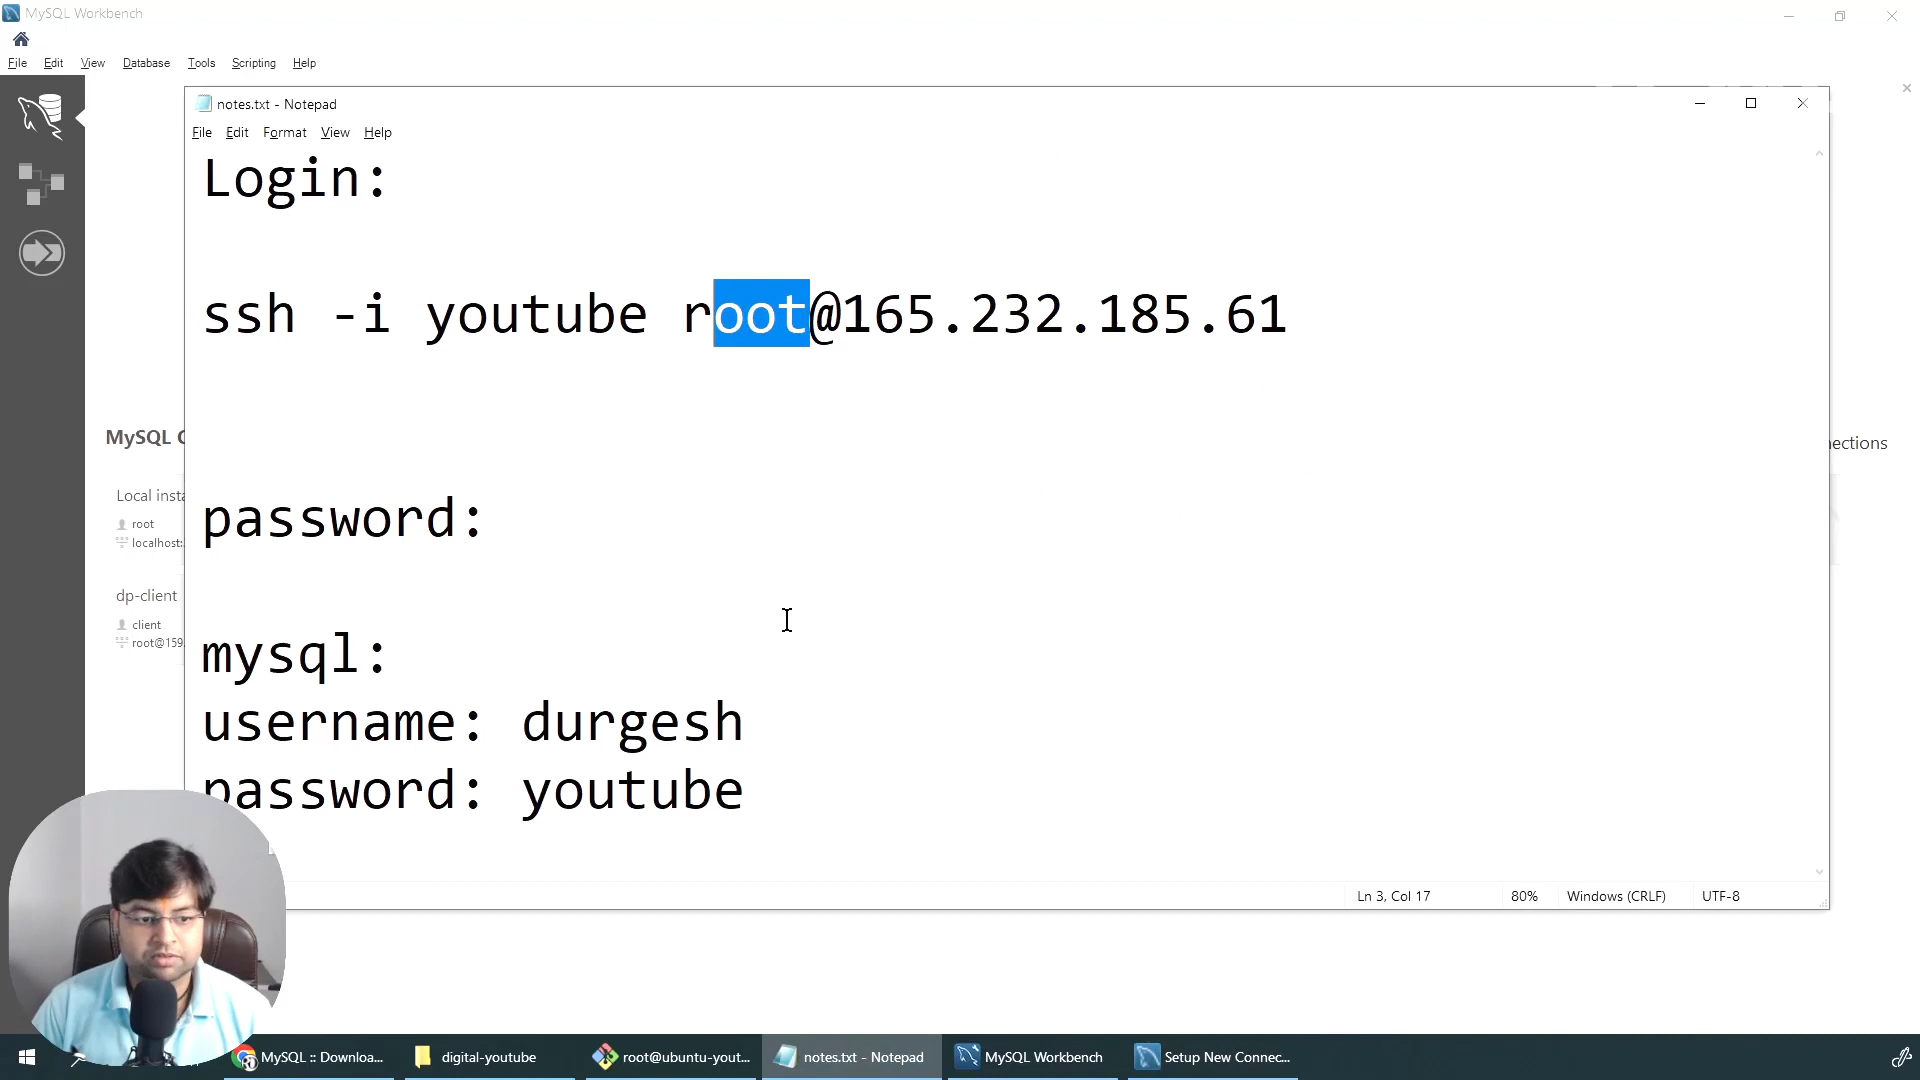 MySQL Workbench
File Edit View Database Tools Scripting Help
notes.txt - Notepad
File Edit Format View Help
Login:
ssh -i youtube root@165.232.185.61
password:
mysql:
username: durgesh
password: youtube
MySQL C
Local insta
root
localhost:
dp-client
client
root@159.
nections
Ln 3, Col 17 80% Windows (CRLF) UTF-8
MySQL :: Downloa... digital-youtube root@ubuntu-yout... notes.txt - Notepad MySQL Workbench Setup New Connec...